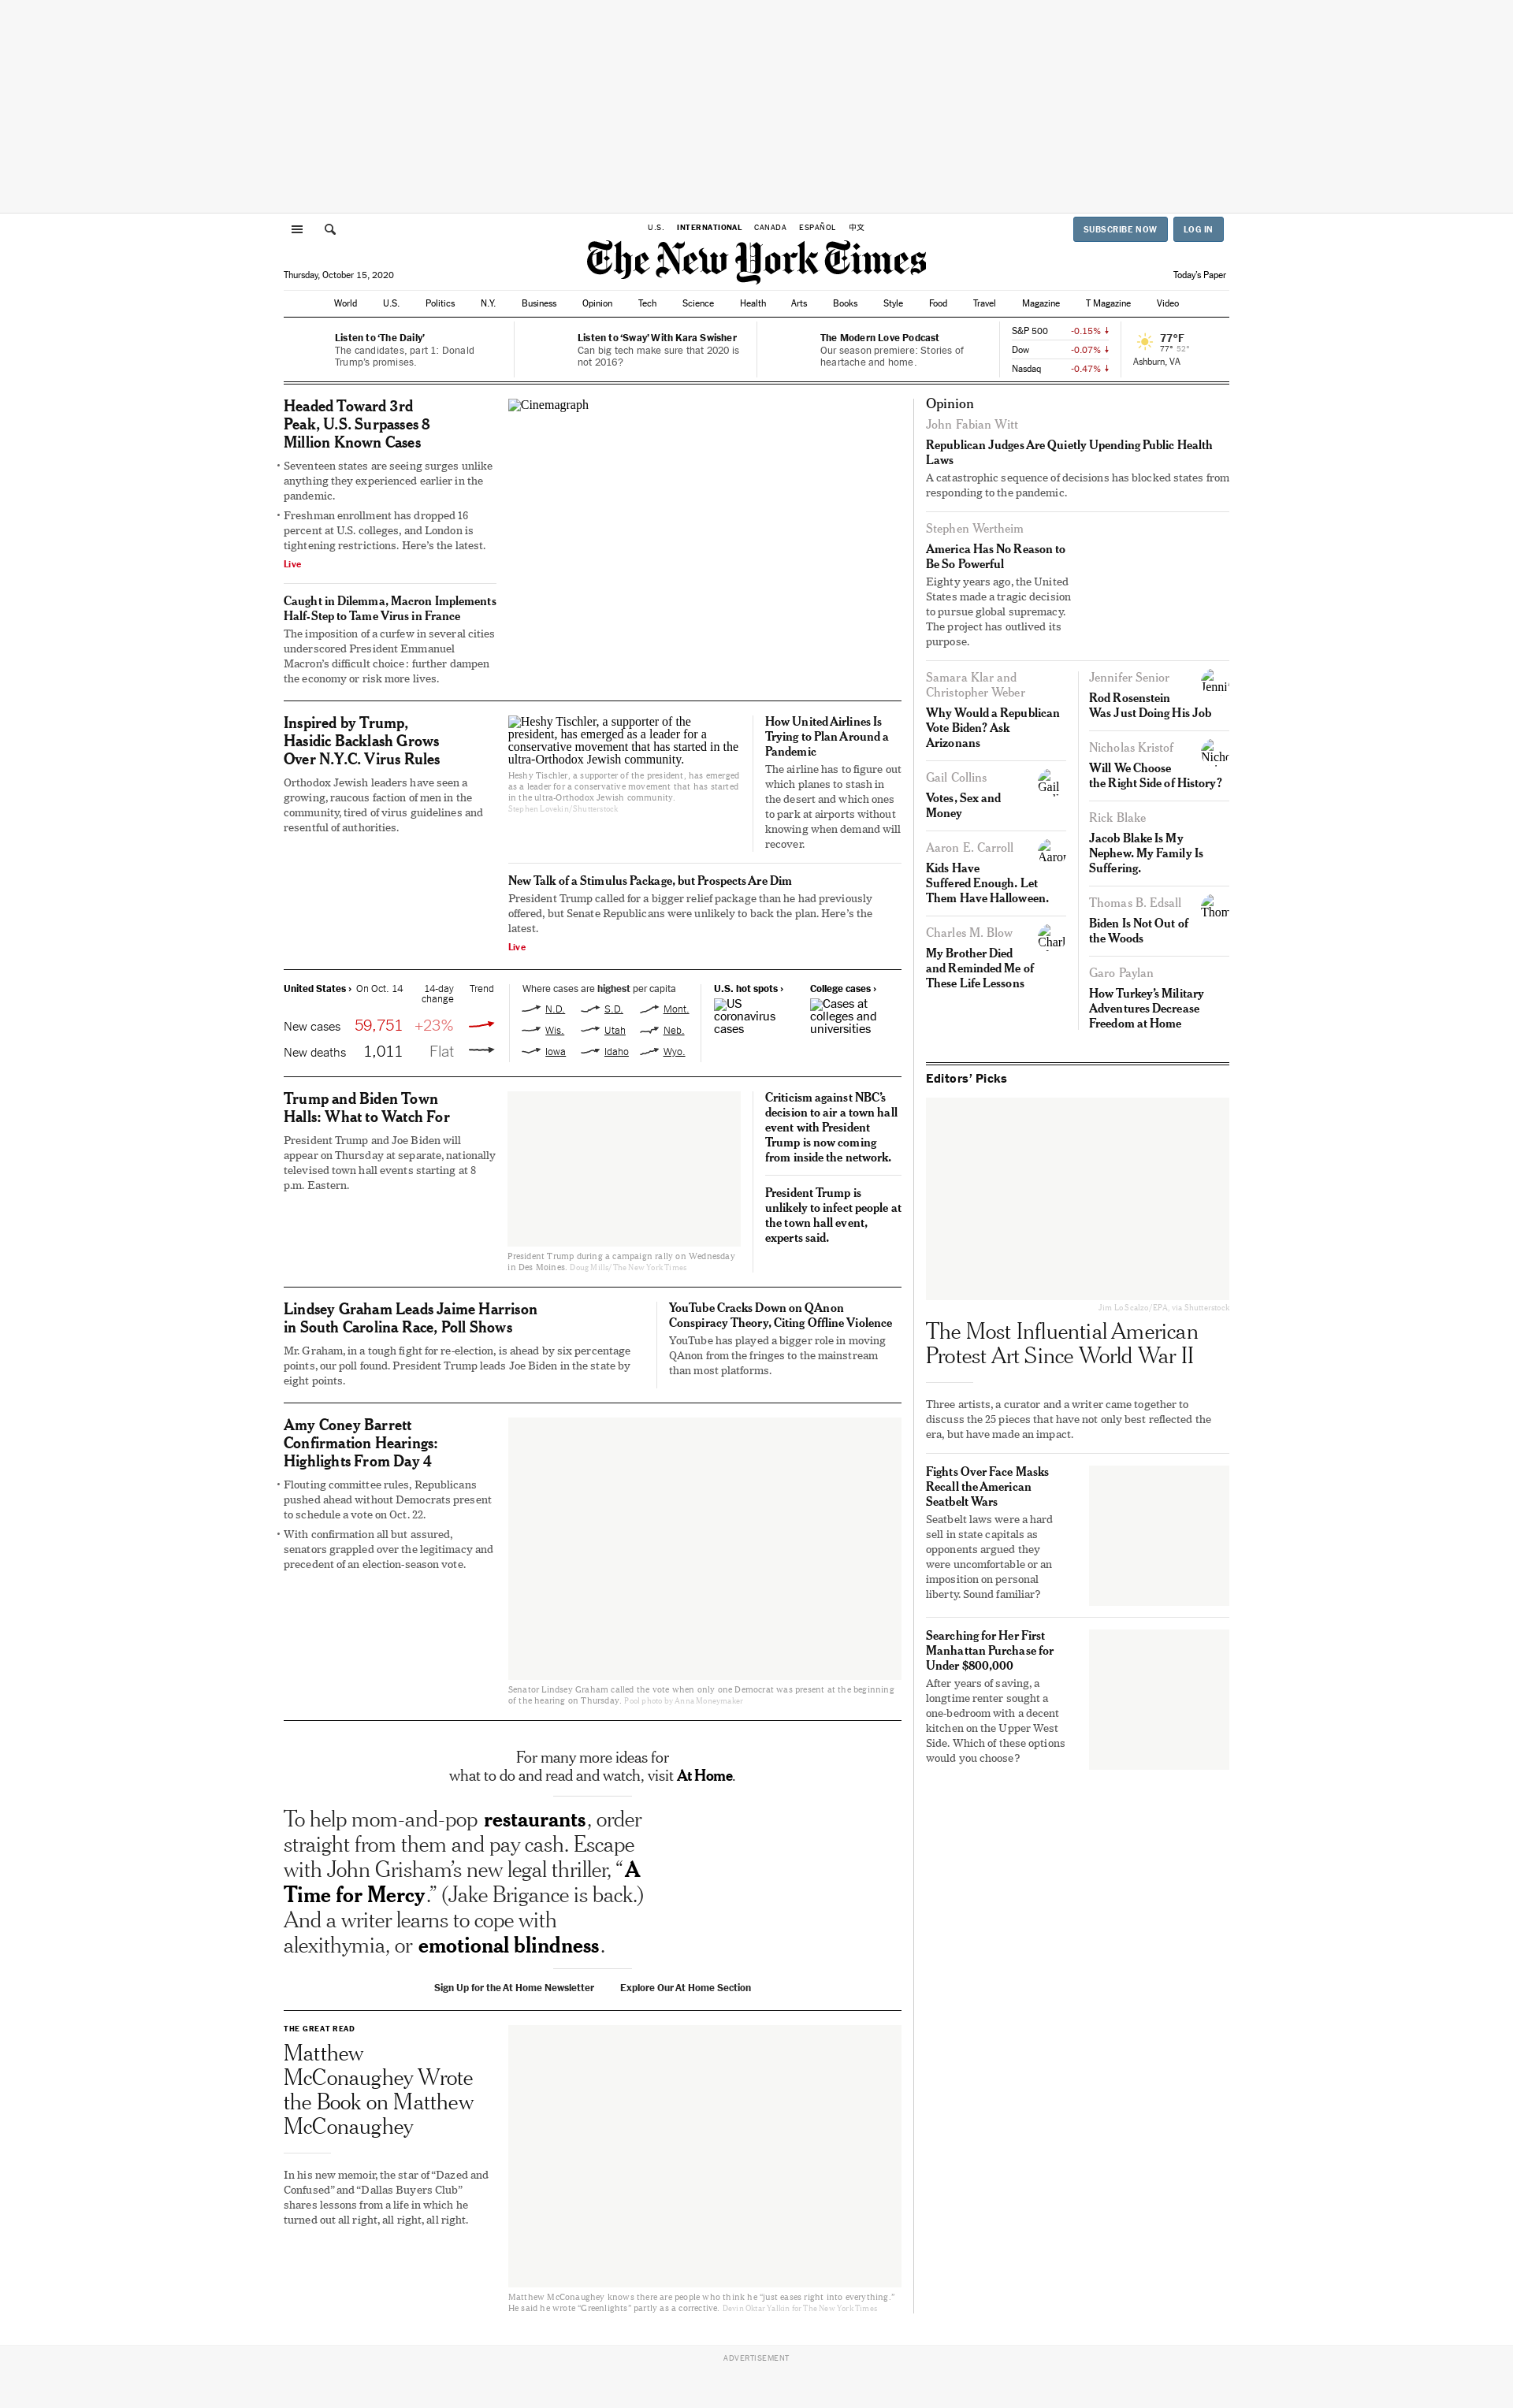 U.S.
INTERNATIONAL
CANADA
ESPAÑOL
中文
SUBSCRIBE NOW
LOG IN
The New York Times
Thursday, October 15, 2020
Today's Paper
World
U.S.
Politics
N.Y.
Business
Opinion
Tech
Science
Health
Arts
Books
Style
Food
Travel
Magazine
T Magazine
Video
Listen to ‘The Daily’
The candidates, part 1: Donald
Trump's promises.
Listen to ‘Sway’ With Kara Swisher
Can big tech make sure that 2020 is
not 2016?
The Modern Love Podcast
Our season premiere: Stories of
heartache and home.
S&P 500 -0.15% ↓
Dow -0.07% ↓
Nasdaq -0.47% ↓
77°F
77° 52°
Ashburn, VA
Headed Toward 3rd
Peak, U.S. Surpasses 8
Million Known Cases
• Seventeen states are seeing surges unlike
anything they experienced earlier in the
pandemic.
• Freshman enrollment has dropped 16
percent at U.S. colleges, and London is
tightening restrictions. Here's the latest.
Live
Caught in Dilemma, Macron Implements
Half-Step to Tame Virus in France
The imposition of a curfew in several cities
underscored President Emmanuel
Macron's difficult choice: further dampen
the economy or risk more lives.
Cinemagraph
Inspired by Trump,
Hasidic Backlash Grows
Over N.Y.C. Virus Rules
Orthodox Jewish leaders have seen a
growing, raucous faction of men in the
community, tired of virus guidelines and
resentful of authorities.
Heshy Tischler, a supporter of the
president, has emerged as a leader for a
conservative movement that has started in the
ultra-Orthodox Jewish community.
Heshy Tischler, a supporter of the president, has emerged
as a leader for a conservative movement that has started
in the ultra-Orthodox Jewish community.
Stephen Lovekin/Shutterstock
How United Airlines Is
Trying to Plan Around a
Pandemic
The airline has to figure out
which planes to stash in
the desert and which ones
to park at airports without
knowing when demand will
recover.
New Talk of a Stimulus Package, but Prospects Are Dim
President Trump called for a bigger relief package than he had previously
offered, but Senate Republicans were unlikely to back the plan. Here's the
latest.
Live
United States › On Oct. 14 14-day
change Trend
New cases 59,751 +23%
New deaths 1,011 Flat
Where cases are highest per capita
N.D. S.D. Mont.
Wis. Utah Neb.
Iowa Idaho Wyo.
U.S. hot spots ›
US
coronavirus
cases
College cases ›
Cases at
colleges and
universities
Trump and Biden Town
Halls: What to Watch For
President Trump and Joe Biden will
appear on Thursday at separate, nationally
televised town hall events starting at 8
p.m. Eastern.
President Trump during a campaign rally on Wednesday
in Des Moines. Doug Mills/The New York Times
Criticism against NBC's
decision to air a town hall
event with President
Trump is now coming
from inside the network.
President Trump is
unlikely to infect people at
the town hall event,
experts said.
Lindsey Graham Leads Jaime Harrison
in South Carolina Race, Poll Shows
Mr. Graham, in a tough fight for re-election, is ahead by six percentage
points, our poll found. President Trump leads Joe Biden in the state by
eight points.
YouTube Cracks Down on QAnon
Conspiracy Theory, Citing Offline Violence
YouTube has played a bigger role in moving
QAnon from the fringes to the mainstream
than most platforms.
Amy Coney Barrett
Confirmation Hearings:
Highlights From Day 4
• Flouting committee rules, Republicans
pushed ahead without Democrats present
to schedule a vote on Oct. 22.
• With confirmation all but assured,
senators grappled over the legitimacy and
precedent of an election-season vote.
Senator Lindsey Graham called the vote when only one Democrat was present at the beginning
of the hearing on Thursday. Pool photo by Anna Moneymaker
For many more ideas for
what to do and read and watch, visit At Home.
To help mom-and-pop restaurants, order
straight from them and pay cash. Escape
with John Grisham's new legal thriller, “A
Time for Mercy.” (Jake Brigance is back.)
And a writer learns to cope with
alexithymia, or emotional blindness.
Sign Up for the At Home Newsletter
Explore Our At Home Section
THE GREAT READ
Matthew
McConaughey Wrote
the Book on Matthew
McConaughey
In his new memoir, the star of “Dazed and
Confused” and “Dallas Buyers Club”
shares lessons from a life in which he
turned out all right, all right, all right.
Matthew McConaughey knows there are people who think he “just eases right into everything.”
He said he wrote “Greenlights” partly as a corrective. Devin Oktar Yalkin for The New York Times
Opinion
John Fabian Witt
Republican Judges Are Quietly Upending Public Health
Laws
A catastrophic sequence of decisions has blocked states from
responding to the pandemic.
Stephen Wertheim
America Has No Reason to
Be So Powerful
Eighty years ago, the United
States made a tragic decision
to pursue global supremacy.
The project has outlived its
purpose.
Samara Klar and
Christopher Weber
Why Would a Republican
Vote Biden? Ask
Arizonans
Gail Collins
Gail
Votes, Sex and
Money
Aaron E. Carroll
Aaron
Kids Have
Suffered Enough. Let
Them Have Halloween.
Charles M. Blow
Charl
My Brother Died
and Reminded Me of
These Life Lessons
Jennifer Senior
Jenni
Rod Rosenstein
Was Just Doing His Job
Nicholas Kristof
Nicho
Will We Choose
the Right Side of History?
Rick Blake
Jacob Blake Is My
Nephew. My Family Is
Suffering.
Thomas B. Edsall
Thom
Biden Is Not Out of
the Woods
Garo Paylan
How Turkey's Military
Adventures Decrease
Freedom at Home
Editors' Picks
Jim Lo Scalzo/EPA, via Shutterstock
The Most Influential American
Protest Art Since World War II
Three artists, a curator and a writer came together to
discuss the 25 pieces that have not only best reflected the
era, but have made an impact.
Fights Over Face Masks
Recall the American
Seatbelt Wars
Seatbelt laws were a hard
sell in state capitals as
opponents argued they
were uncomfortable or an
imposition on personal
liberty. Sound familiar?
Searching for Her First
Manhattan Purchase for
Under $800,000
After years of saving, a
longtime renter sought a
one-bedroom with a decent
kitchen on the Upper West
Side. Which of these options
would you choose?
ADVERTISEMENT